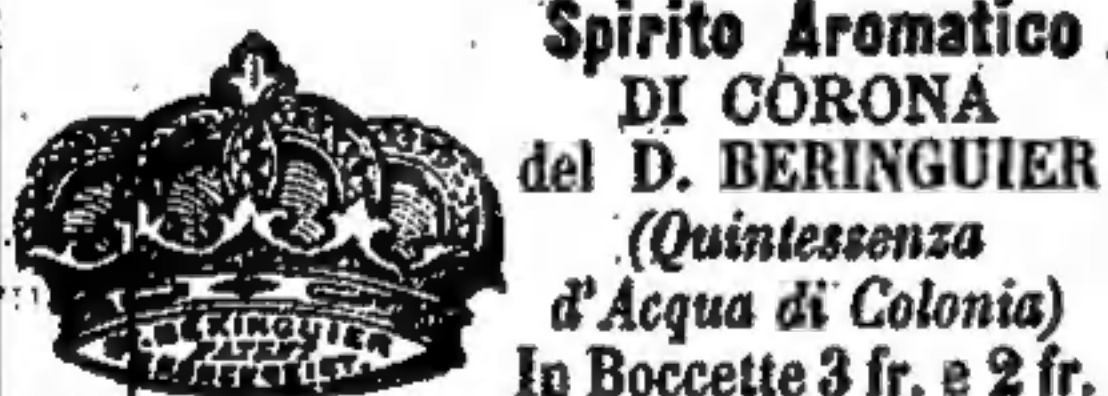 Spirito Aromatico
DI CORONA
del D. BERINGUIER
(Quintessenza
d'Acqua di Colonia)
In Boccette 3 fr. e 2 fr.
BERINGUIER